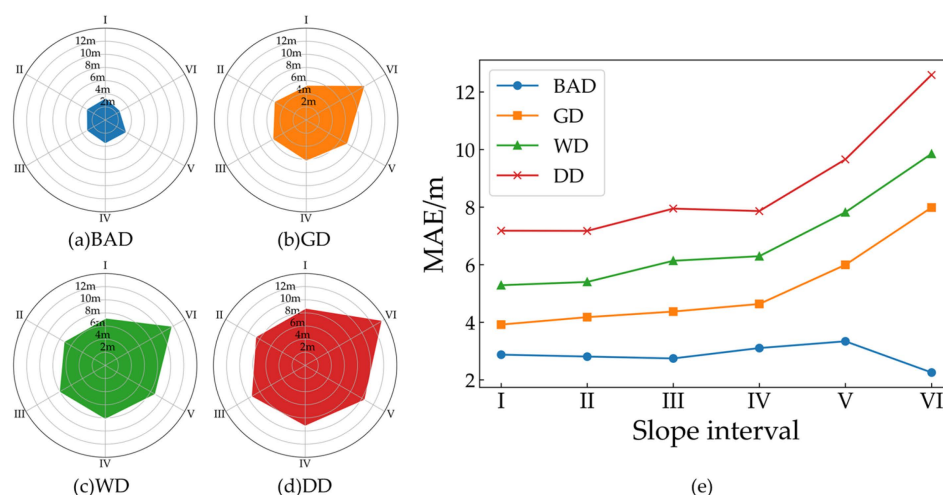 I
12m
10m
8m
6m
4m
2m
II
VI
III
V
IV
(a)BAD
I
12m
10m
8m
6m
4m
2m
II
VI
III
V
IV
(b)GD
I
12m
10m
8m
6m
4m
2m
II
VI
III
V
IV
(c)WD
I
12m
10m
8m
6m
4m
2m
II
VI
III
V
IV
(d)DD
BAD
GD
WD
DD
MAE/m
12
10
8
6
4
2
I II III IV V VI
Slope interval
(e)